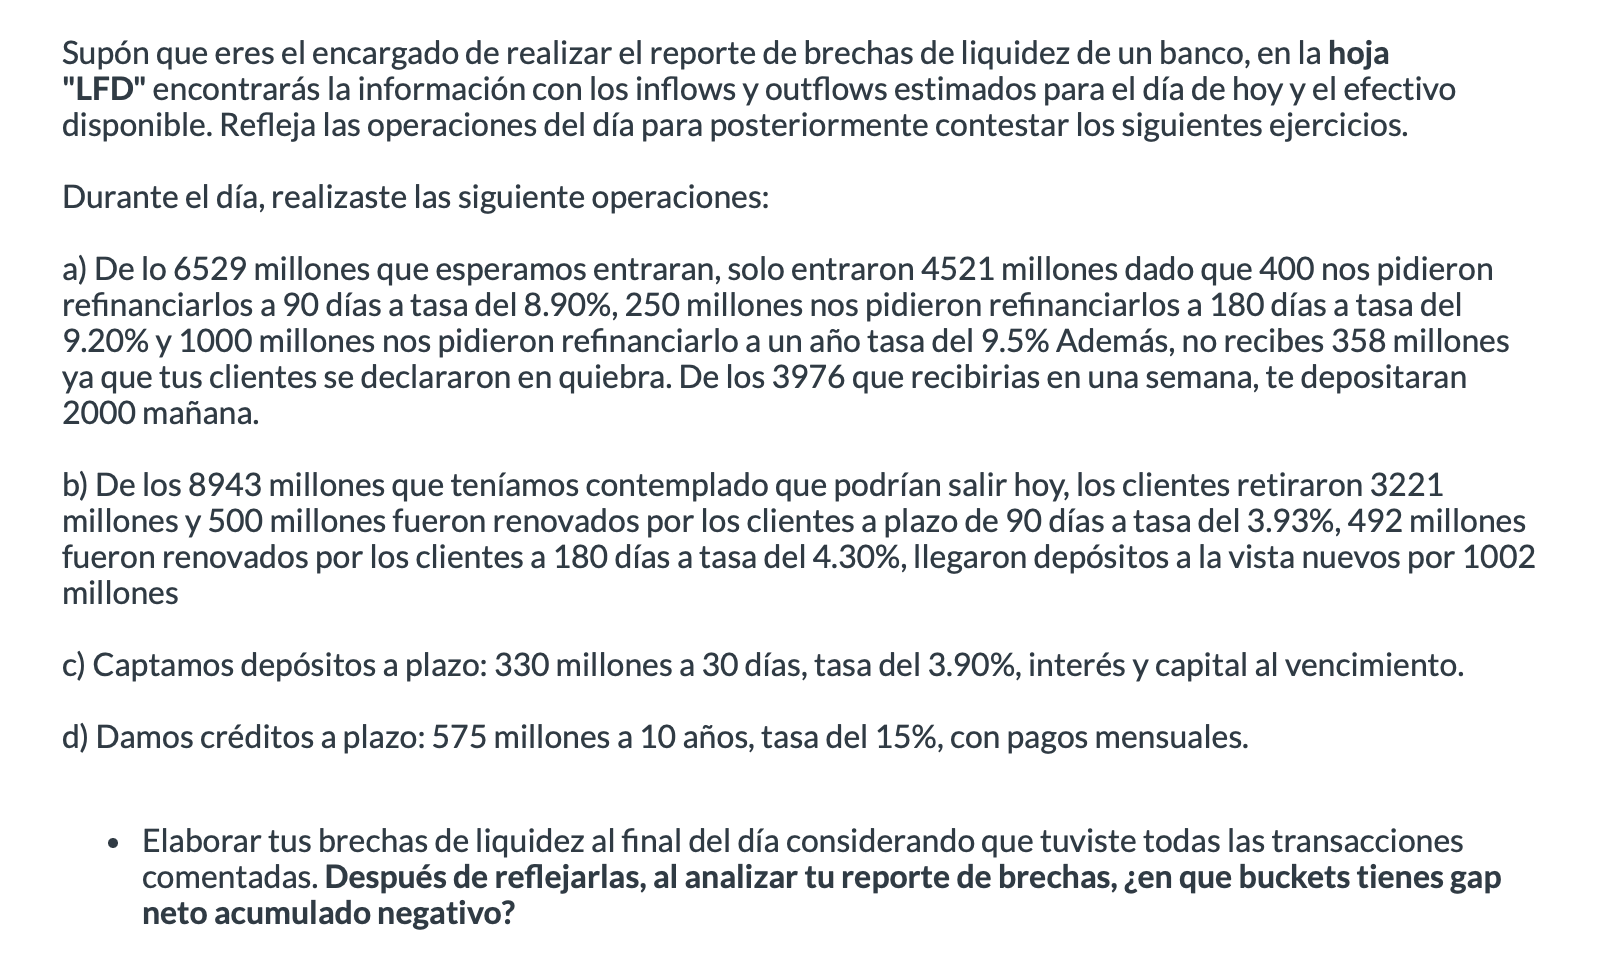 Supón que eres el encargado de realizar el reporte de brechas de liquidez de un banco, en la hoja
"LFD" encontrarás la información con los inflows y outflows estimados para el día de hoy y el efectivo
disponible. Refleja las operaciones del día para posteriormente contestar los siguientes ejercicios.
Durante el día, realizaste las siguiente operaciones:
a) De lo 6529 millones que esperamos entraran, solo entraron 4521 millones dado que 400 nos pidieron
refinanciarlos a 90 días a tasa del 8.90%, 250 millones nos pidieron refinanciarlos a 180 días a tasa del
9.20% y 1000 millones nos pidieron refinanciarlo a un año tasa del 9.5% Además, no recibes 358 millones
ya que tus clientes se declararon en quiebra. De los 3976 que recibirias en una semana, te depositaran
2000 mañana.
b) De los 8943 millones que teníamos contemplado que podrían salir hoy, los clientes retiraron 3221
millones y 500 millones fueron renovados por los clientes a plazo de 90 días a tasa del 3.93%, 492 millones
fueron renovados por los clientes a 180 días a tasa del 4.30%, llegaron depósitos a la vista nuevos por 1002
millones
c) Captamos depósitos a plazo: 330 millones a 30 días, tasa del 3.90%, interés y capital al vencimiento.
d) Damos créditos a plazo: 575 millones a 10 años, tasa del 15%, con pagos mensuales.
• Elaborar tus brechas de liquidez al final del día considerando que tuviste todas las transacciones
comentadas. Después de reflejarlas, al analizar tu reporte de brechas, ¿en que buckets tienes gap
neto acumulado negativo?